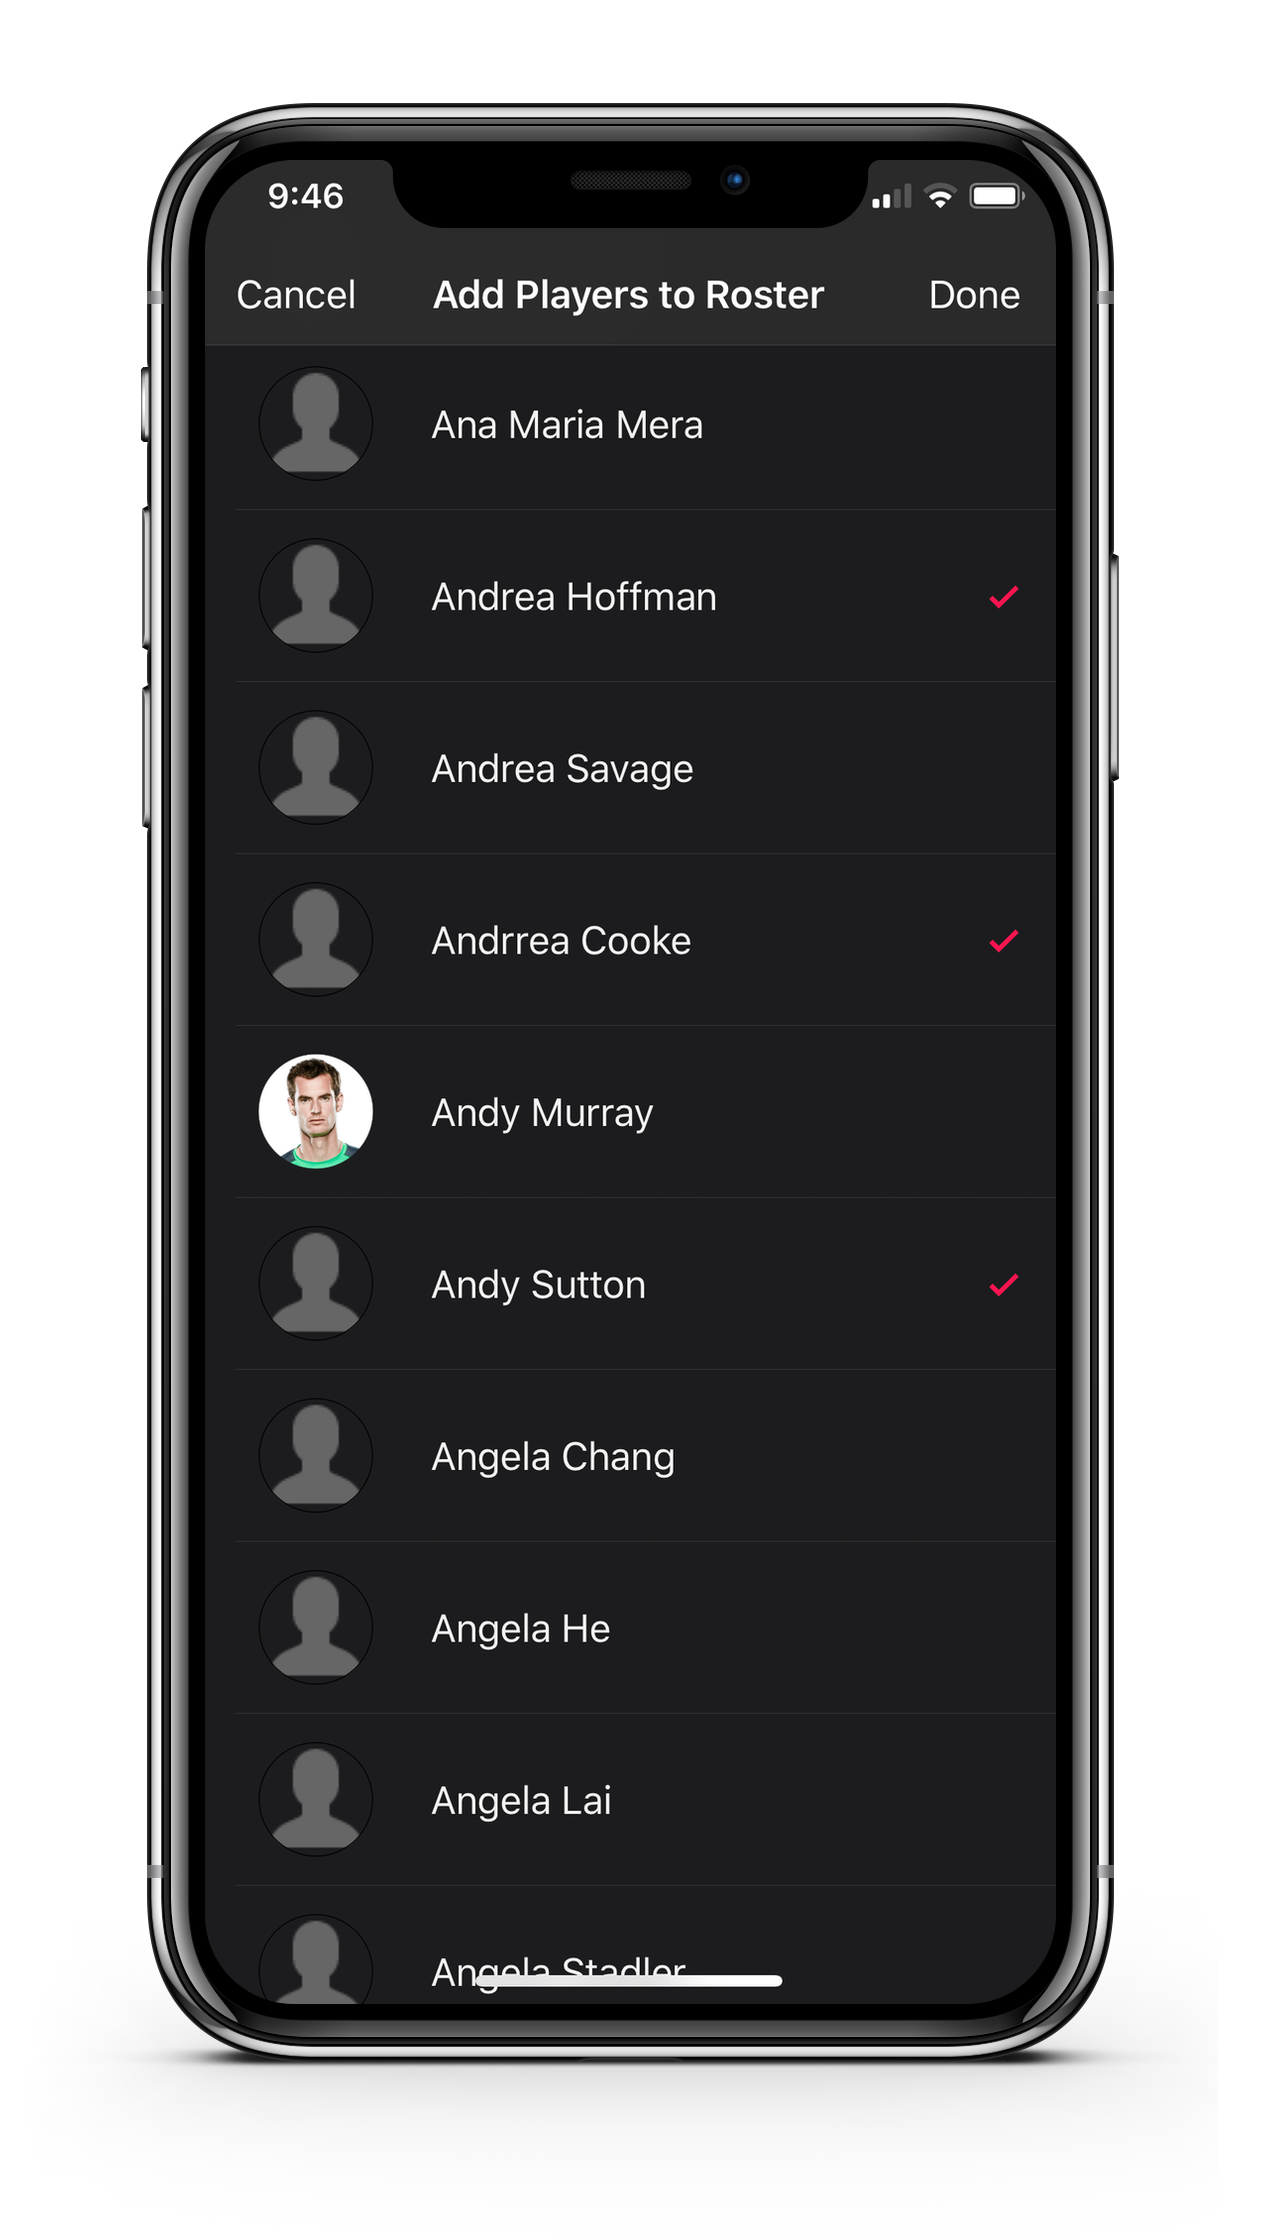 9:46
Cancel Add Players to Roster Done
Ana Maria Mera
Andrea Hoffman
Andrea Savage
Andrrea Cooke
Andy Murray
Andy Sutton
Angela Chang
Angela He
Angela Lai
Angela Stadler